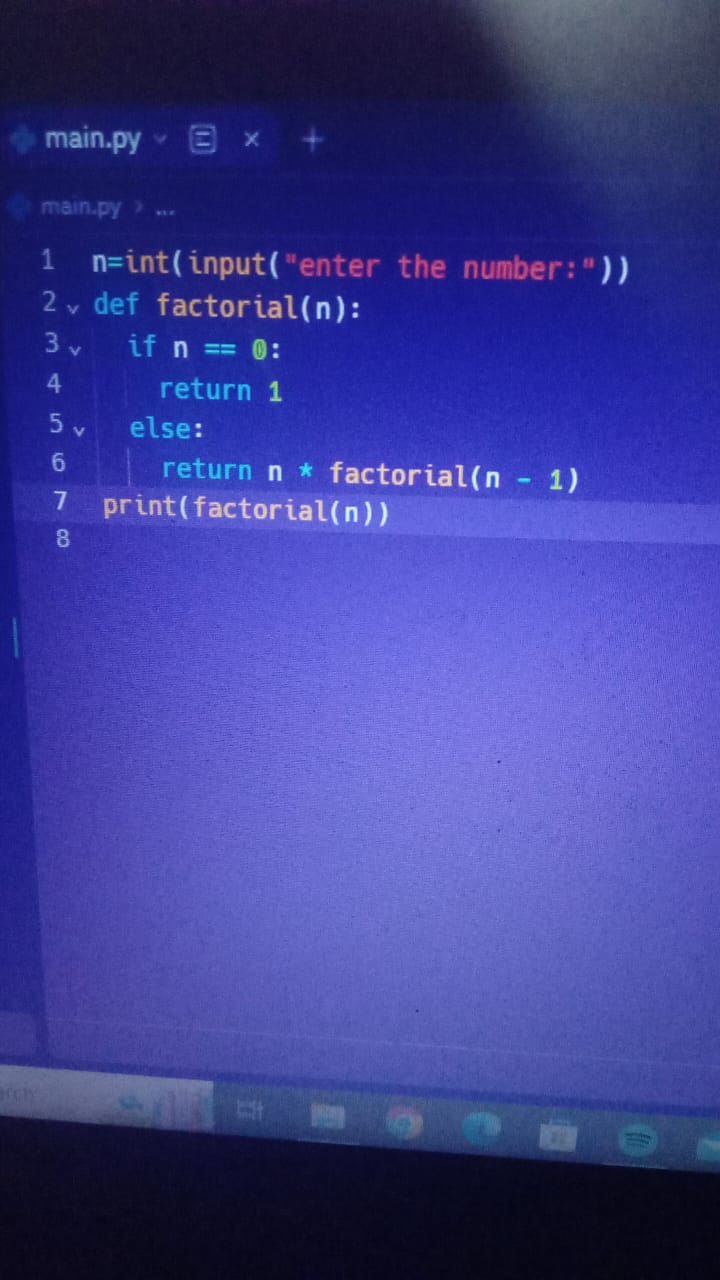 main.py
main.py > ...
1 n=int(input("enter the number:"))
2 def factorial(n):
3 if n == 0:
4 return 1
5 else:
6 return n * factorial(n - 1)
7 print(factorial(n))
8